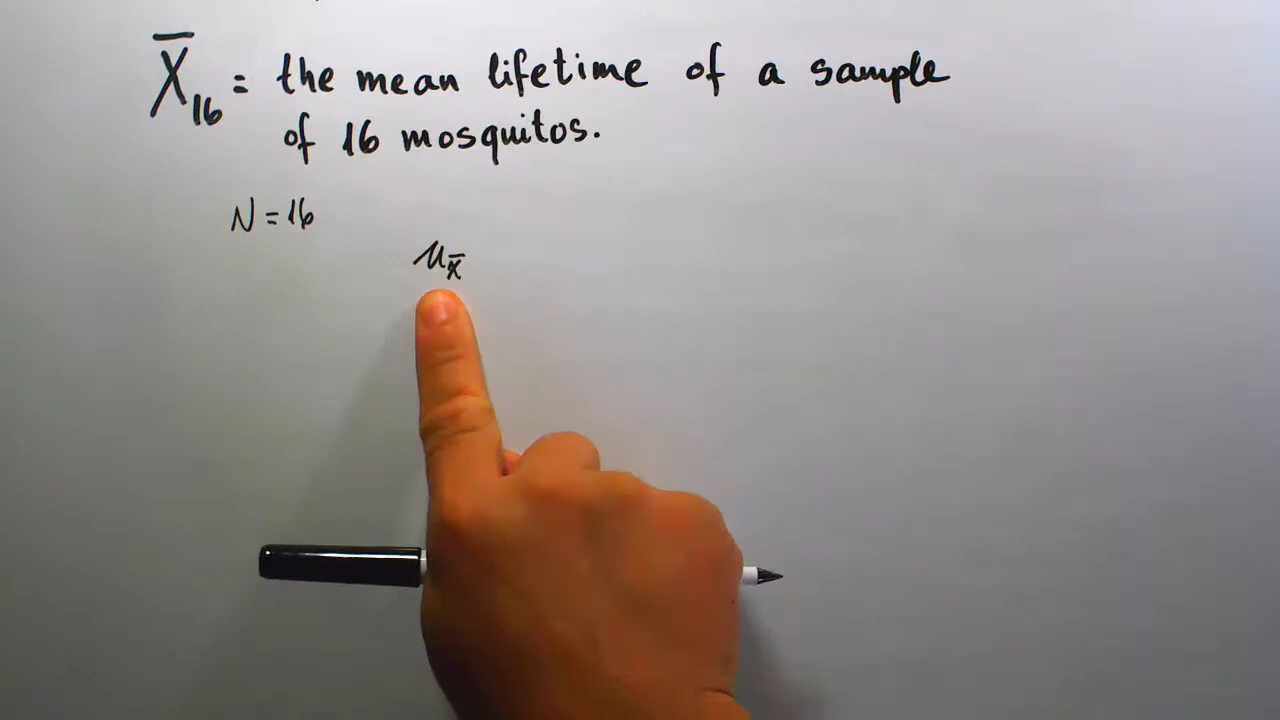 X̄₁₆ = the mean lifetime of a sample
of 16 mosquitos.
N = 16
μ_X̄